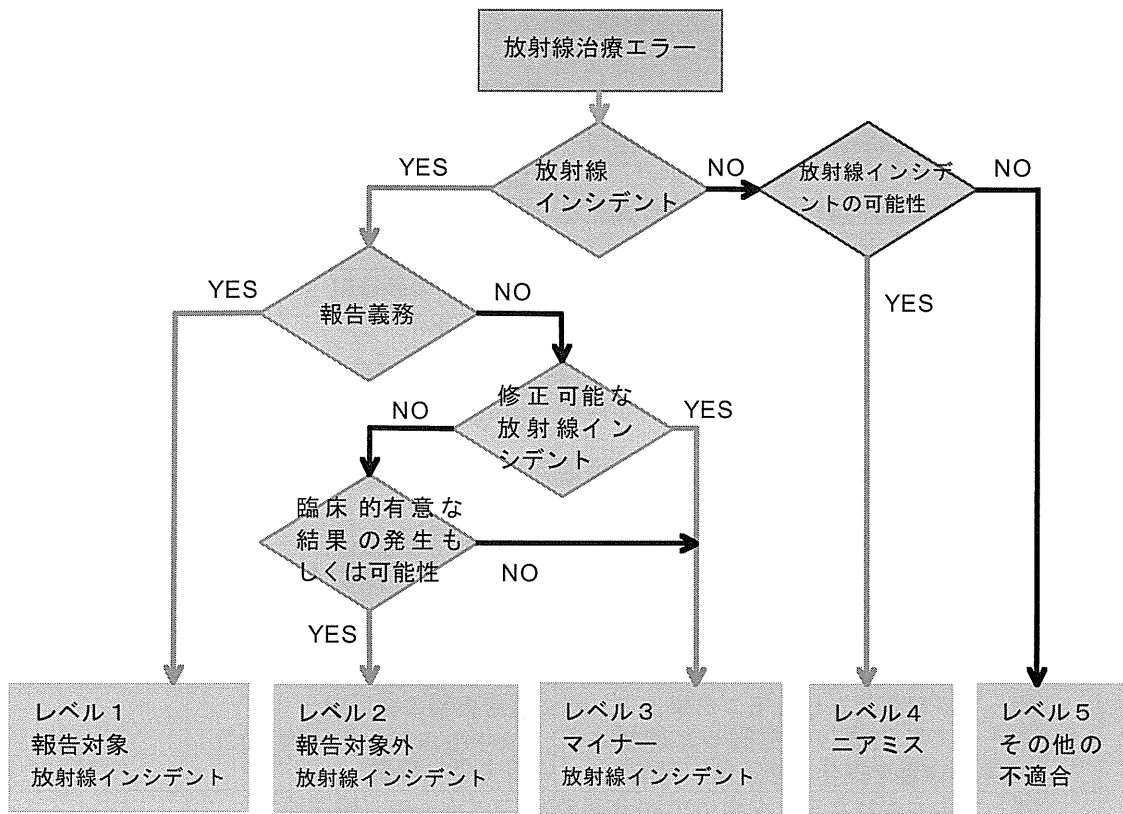 放射線治療エラー
YES
放射線
インシデント
NO
放射線インシデ
ントの可能性
NO
YES
報告義務
NO
YES
NO
修正可能な
放射線イン
シデント
YES
臨床的有意な
結果の発生も
しくは可能性
NO
YES
レベル1
報告対象
放射線インシデント
レベル2
報告対象外
放射線インシデント
レベル3
マイナー
放射線インシデント
レベル4
ニアミス
レベル5
その他の
不適合